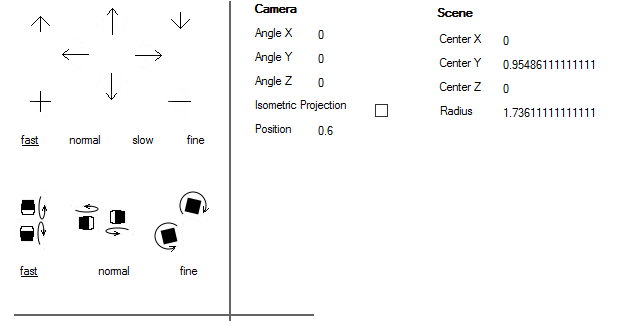 Camera
Angle X 0
Angle Y 0
Angle Z 0
Isometric Projection
Position 0.6
Scene
Center X 0
Center Y 0.95486111111111
Center Z 0
Radius 1.73611111111111
fast normal slow fine
fast normal fine